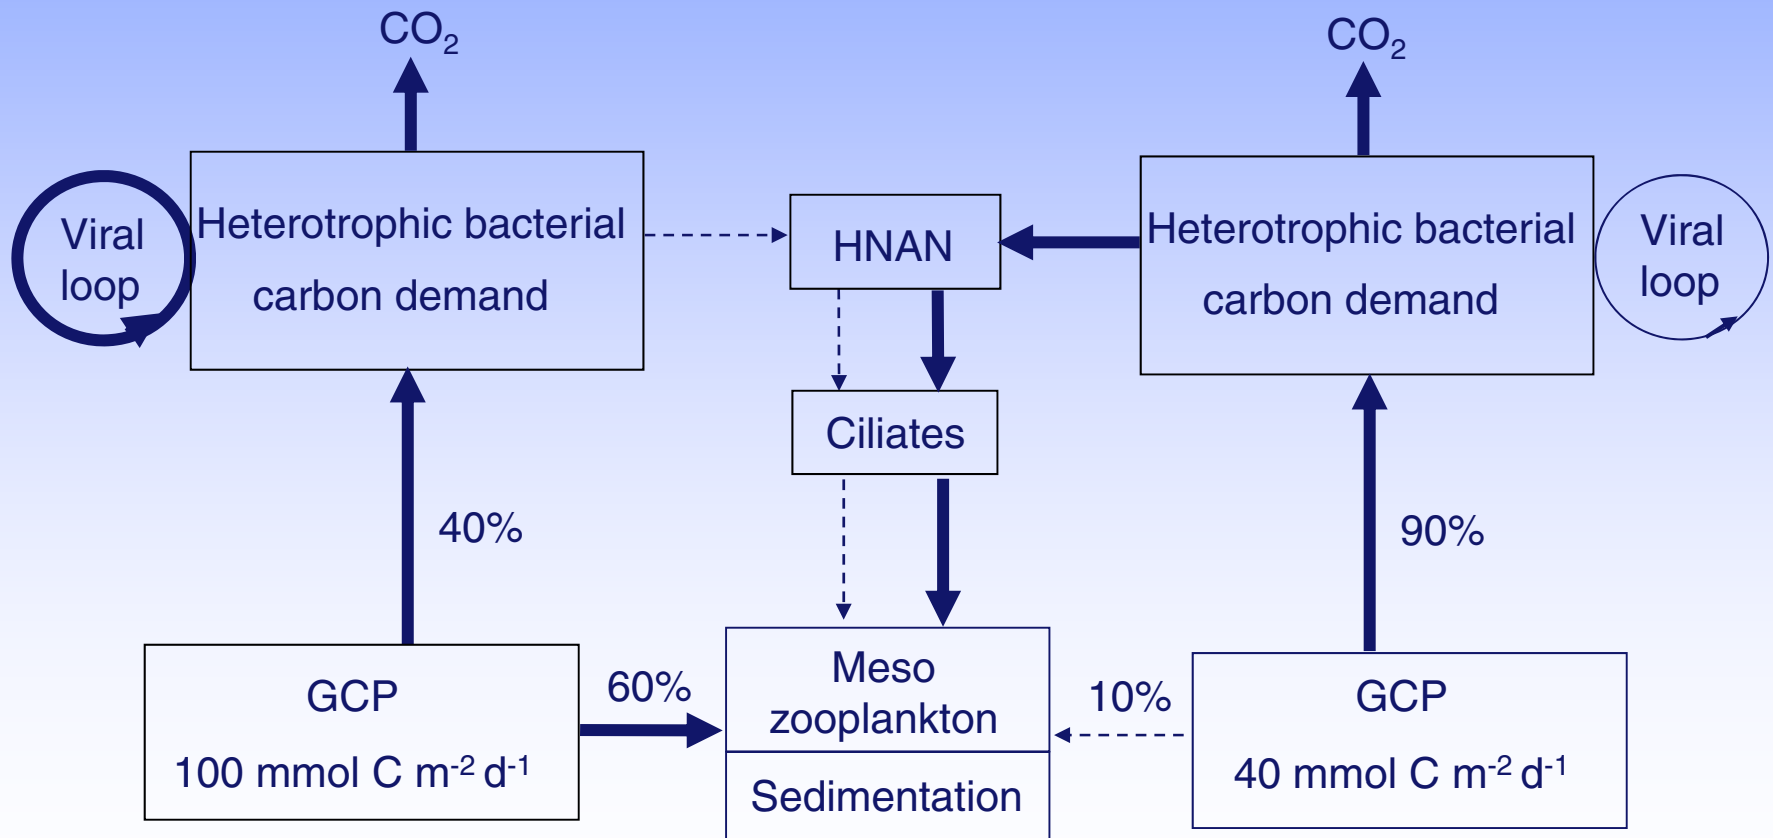 CO₂
CO₂
Viral
loop
Heterotrophic bacterial
carbon demand
HNAN
Heterotrophic bacterial
carbon demand
Viral
loop
Ciliates
40%
90%
GCP
100 mmol C m⁻² d⁻¹
60%
Meso
zooplankton
Sedimentation
10%
GCP
40 mmol C m⁻² d⁻¹